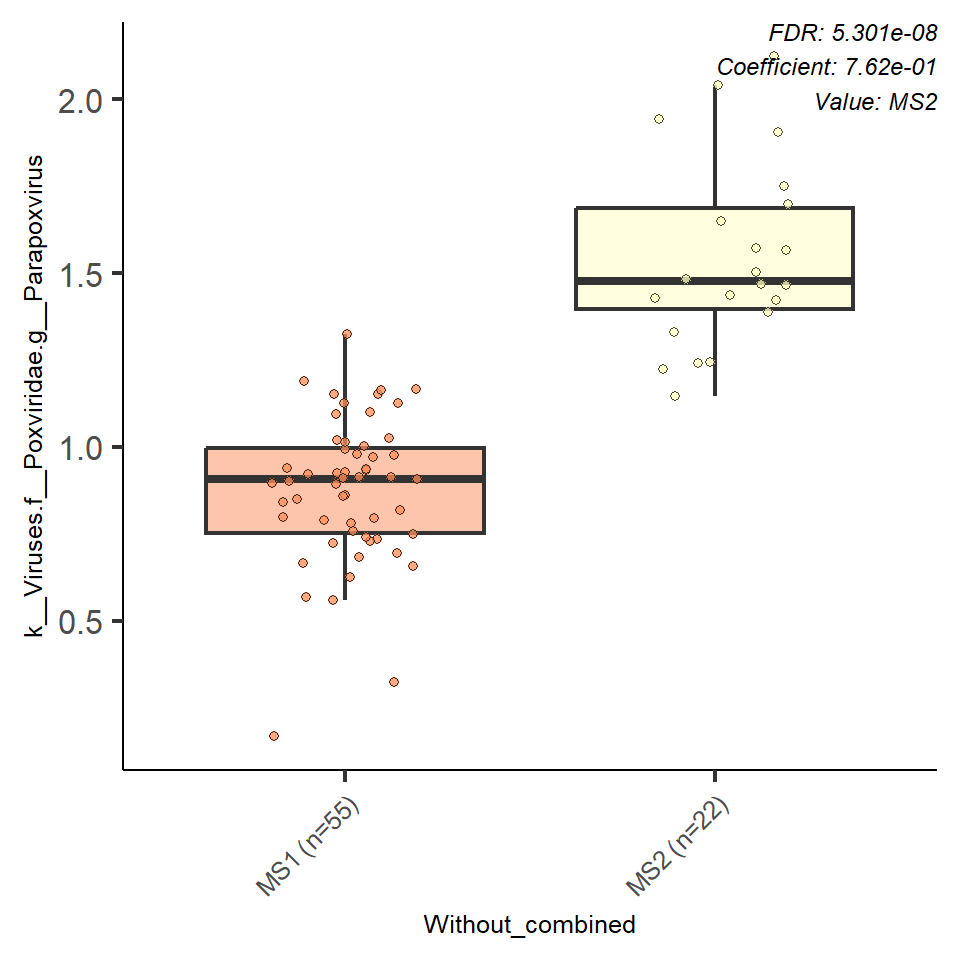 FDR: 5.301e-08
Coefficient: 7.62e-01
Value: MS2
k__Viruses.f__Poxviridae.g__Parapoxvirus
2.0
1.5
1.0
0.5
MS1 (n=55)
MS2 (n=22)
Without_combined